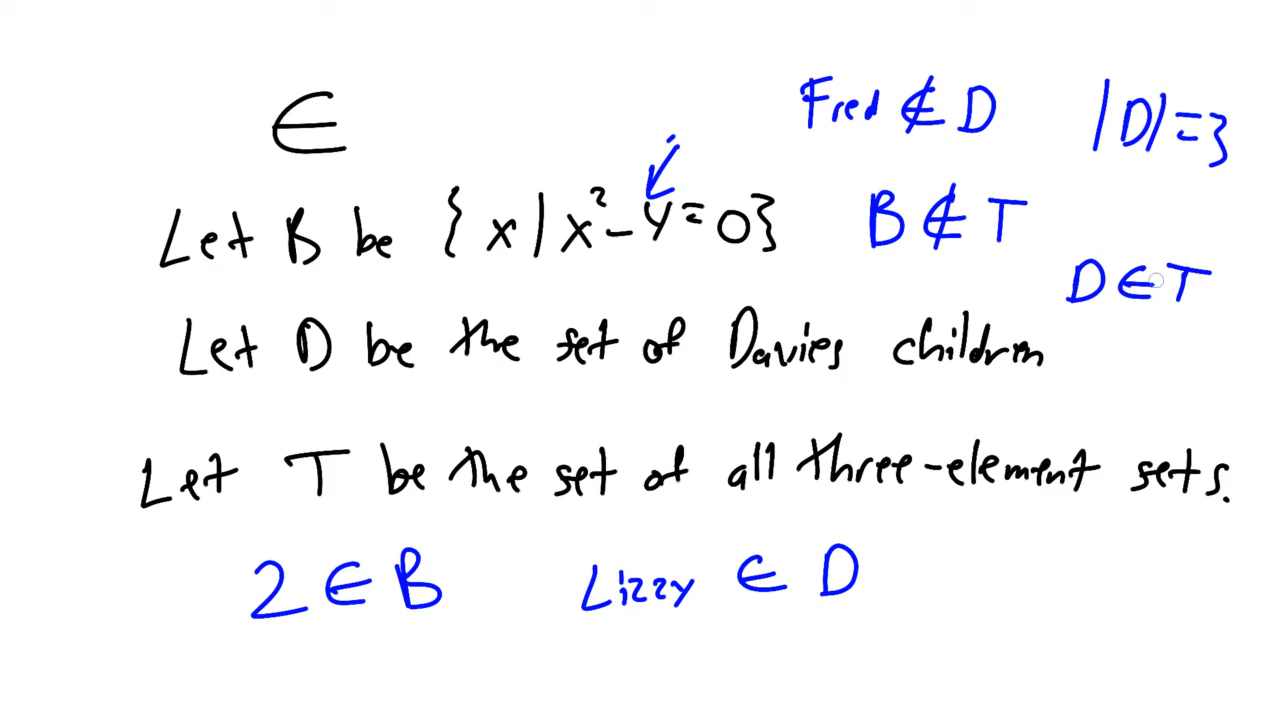 ∈
Fred ∉ D
|D|=3
Let B be {x|x²-4=0}
B ∉ T
D ∈ T
Let D be the set of Davies children
Let T be the set of all three-element sets.
2 ∈ B
Lizzy ∈ D